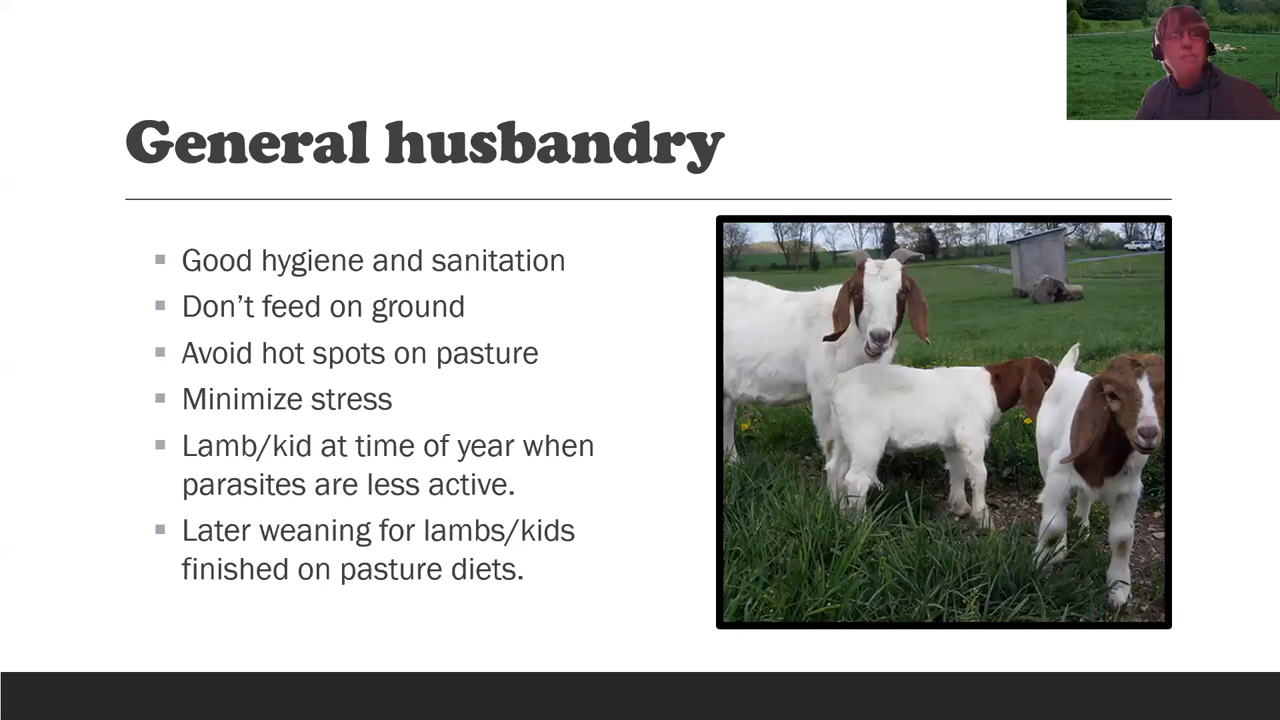 General husbandry
Good hygiene and sanitation
Don’t feed on ground
Avoid hot spots on pasture
Minimize stress
Lamb/kid at time of year when
parasites are less active.
Later weaning for lambs/kids
finished on pasture diets.